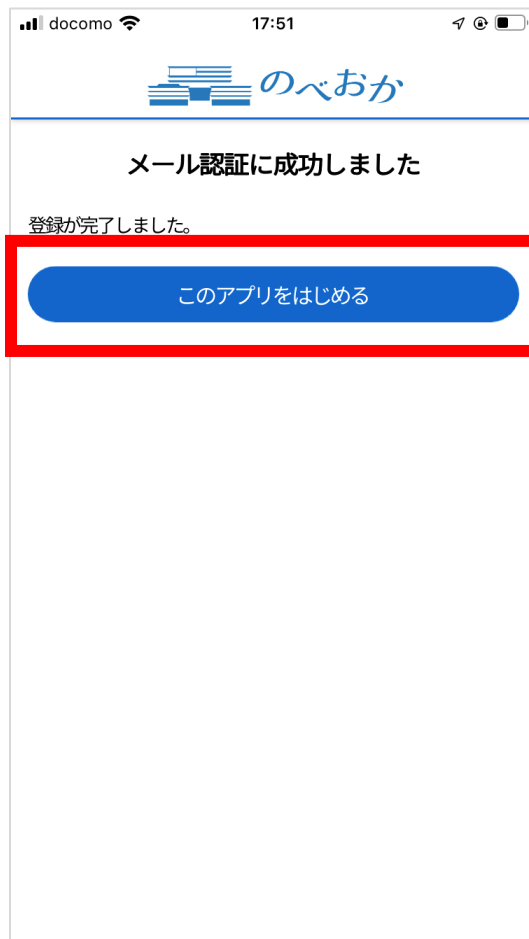 docomo 17:51
のべおか
メール認証に成功しました
登録が完了しました。
このアプリをはじめる